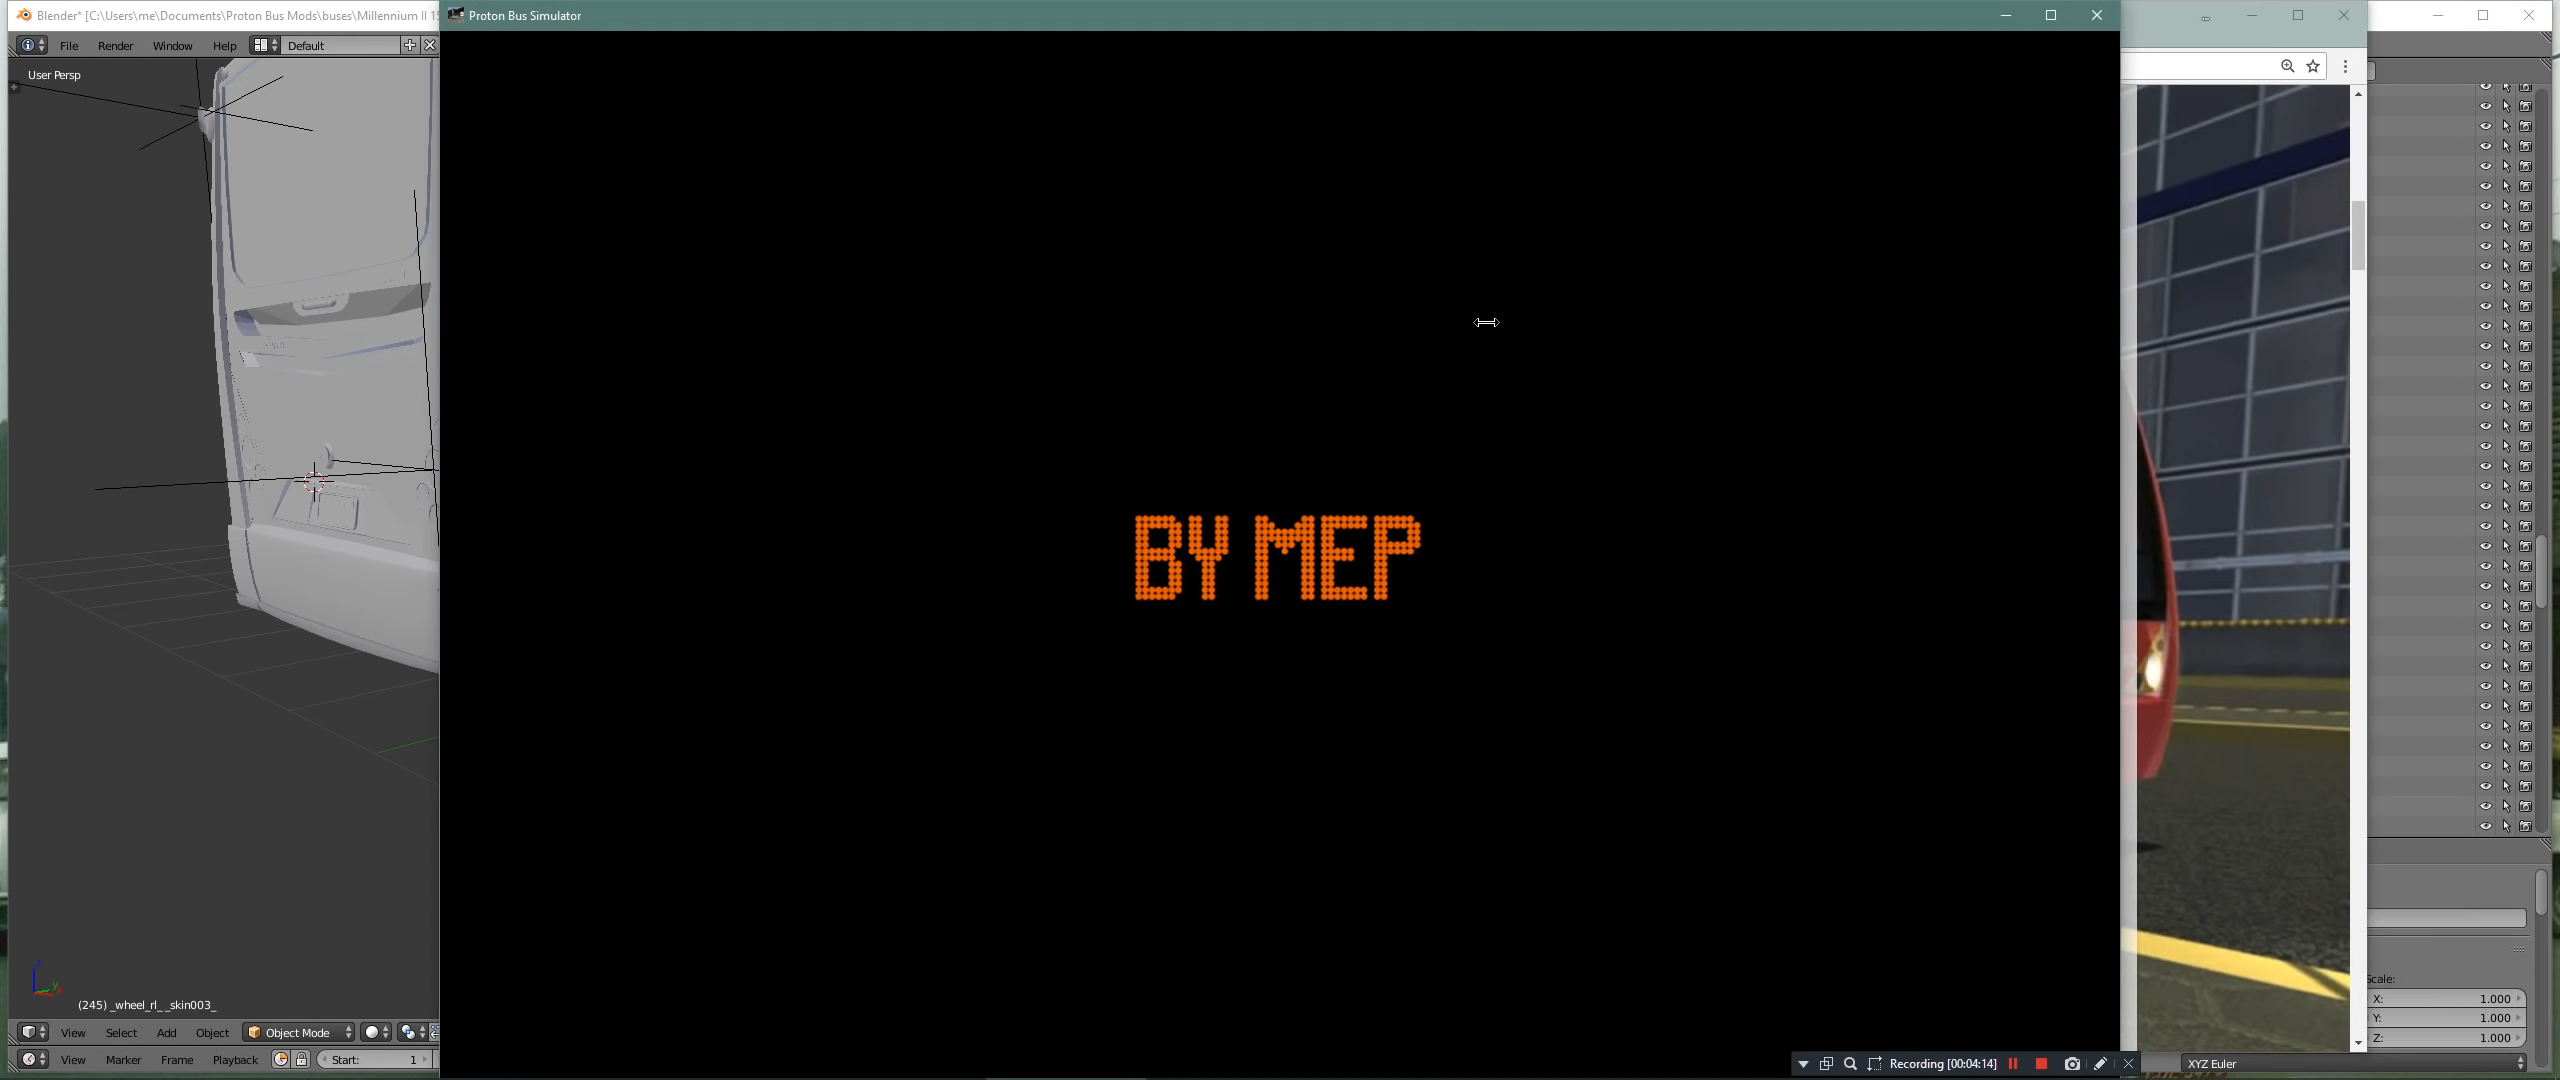 Blender* [C:\Users\me\Documents\Proton Bus Mods\buses\Millennium II 15
Proton Bus Simulator
File Render Window Help Default
User Persp
BY MEP
(245) _wheel_rl__skin003_
View Select Add Object Object Mode
View Marker Frame Playback Start: 1
Recording [00:04:14]
Scale:
X: 1.000
Y: 1.000
Z: 1.000
XYZ Euler